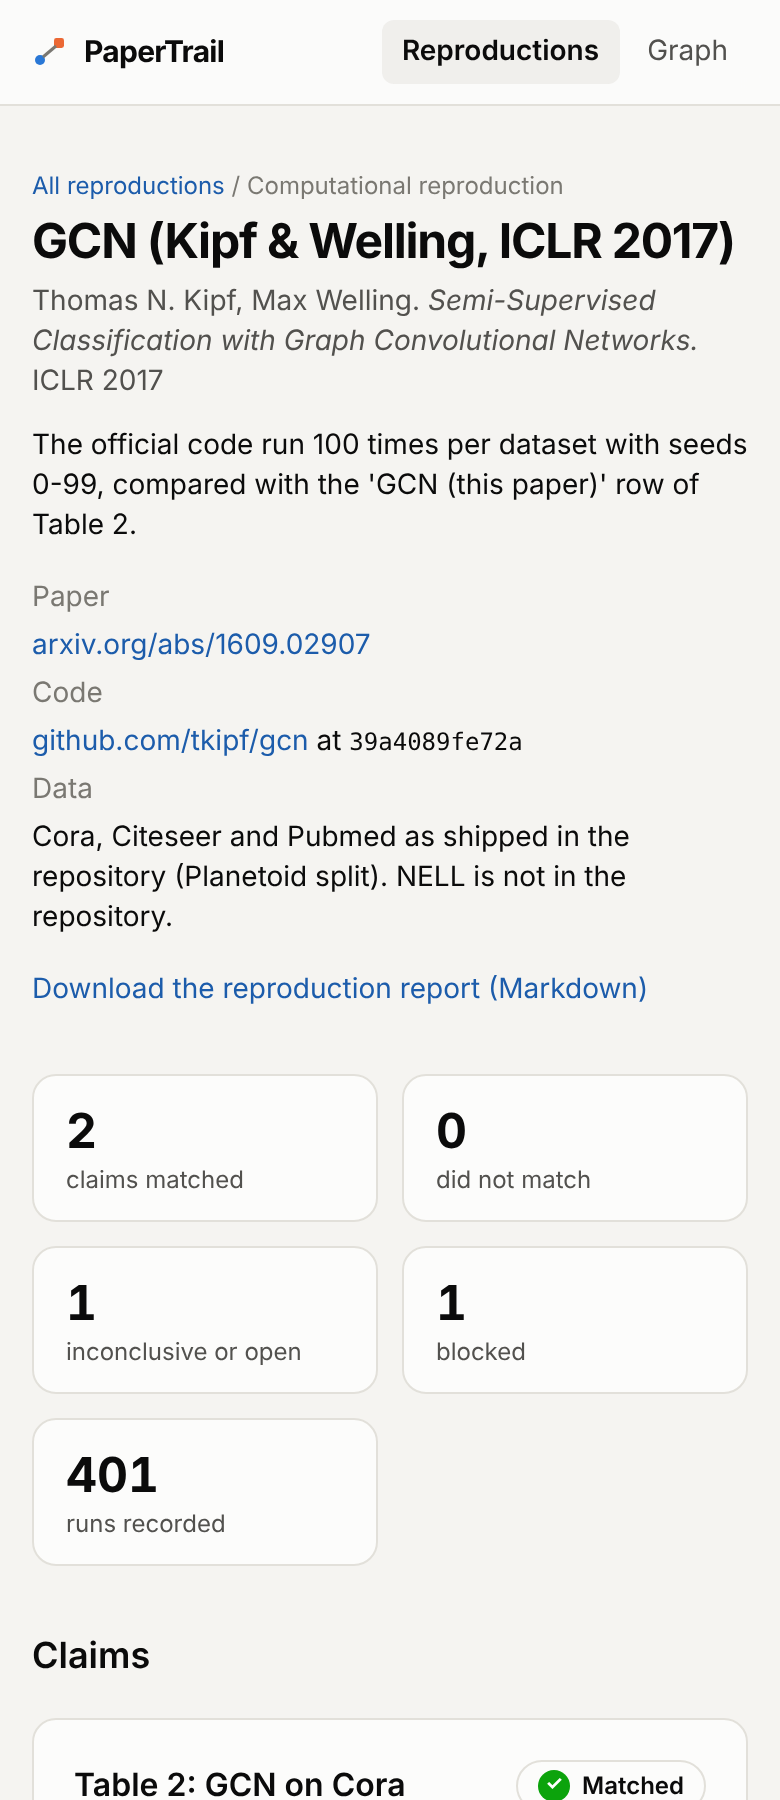 PaperTrail
Reproductions
Graph
All reproductions / Computational reproduction
GCN (Kipf & Welling, ICLR 2017)
Thomas N. Kipf, Max Welling. Semi-Supervised
Classification with Graph Convolutional Networks.
ICLR 2017
The official code run 100 times per dataset with seeds
0-99, compared with the 'GCN (this paper)' row of
Table 2.
Paper
arxiv.org/abs/1609.02907
Code
github.com/tkipf/gcn at 39a4089fe72a
Data
Cora, Citeseer and Pubmed as shipped in the
repository (Planetoid split). NELL is not in the
repository.
Download the reproduction report (Markdown)
2
claims matched
0
did not match
1
inconclusive or open
1
blocked
401
runs recorded
Claims
Table 2: GCN on Cora
Matched